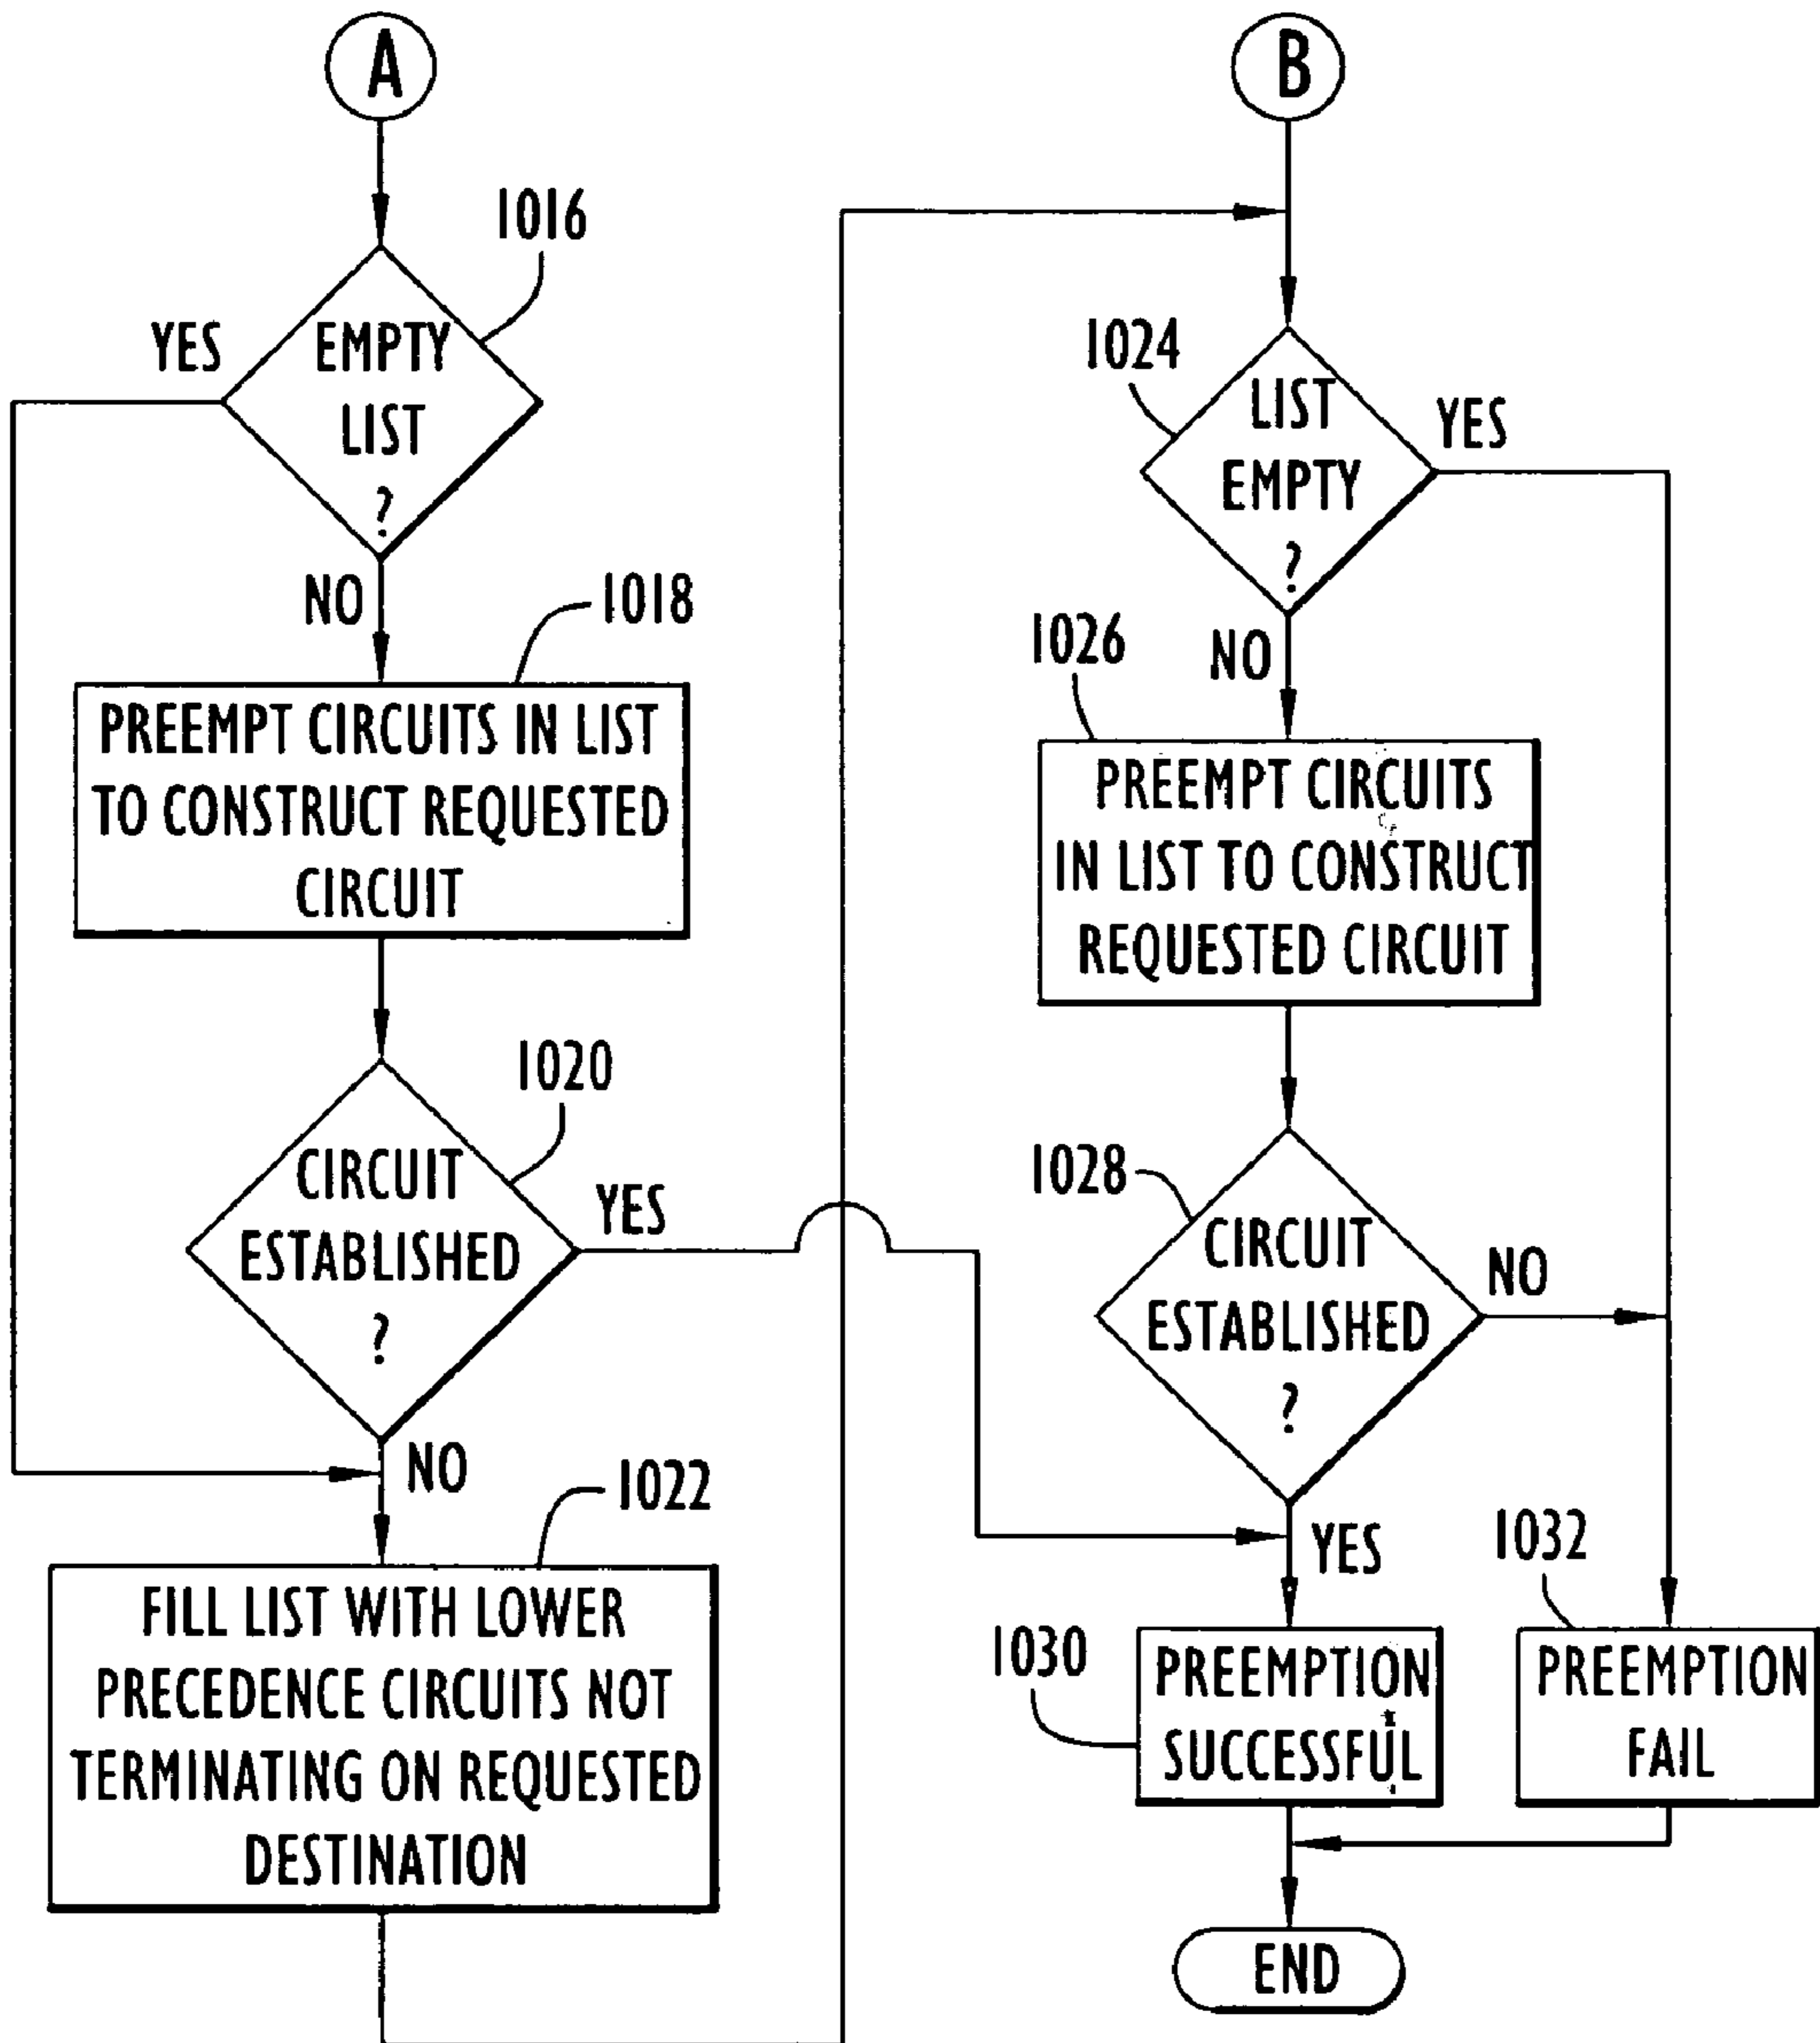 A
1016
YES
EMPTY
LIST
?
NO
1018
PREEMPT CIRCUITS IN LIST
TO CONSTRUCT REQUESTED
CIRCUIT
1020
CIRCUIT
ESTABLISHED
?
YES
NO
1022
FILL LIST WITH LOWER
PRECEDENCE CIRCUITS NOT
TERMINATING ON REQUESTED
DESTINATION
B
1024
LIST
EMPTY
?
YES
NO
1026
PREEMPT CIRCUITS
IN LIST TO CONSTRUCT
REQUESTED CIRCUIT
1028
CIRCUIT
ESTABLISHED
?
NO
YES
1030
PREEMPTION
SUCCESSFUL
1032
PREEMPTION
FAIL
END